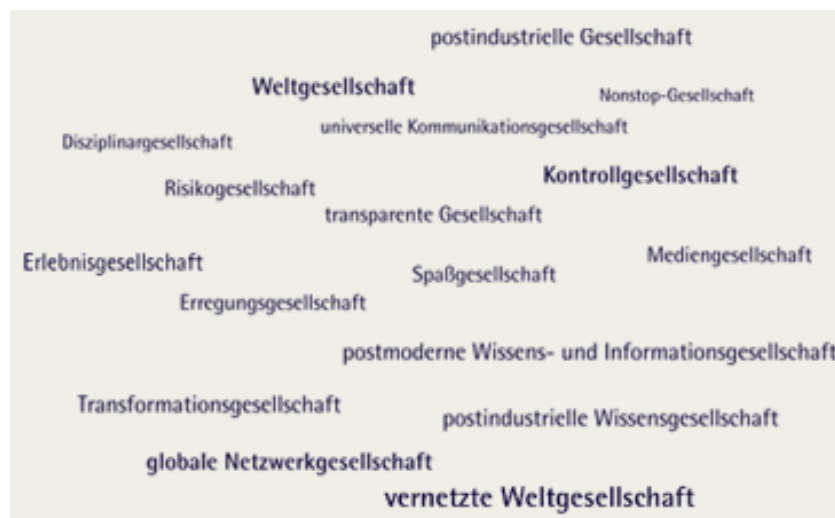 postindustrielle Gesellschaft
Weltgesellschaft
Nonstop-Gesellschaft
universelle Kommunikationsgesellschaft
Disziplinargesellschaft
Kontrollgesellschaft
Risikogesellschaft
transparente Gesellschaft
Mediengesellschaft
Erlebnisgesellschaft
Spaßgesellschaft
Erregungsgesellschaft
postmoderne Wissens- und Informationsgesellschaft
Transformationsgesellschaft
postindustrielle Wissensgesellschaft
globale Netzwerkgesellschaft
vernetzte Weltgesellschaft